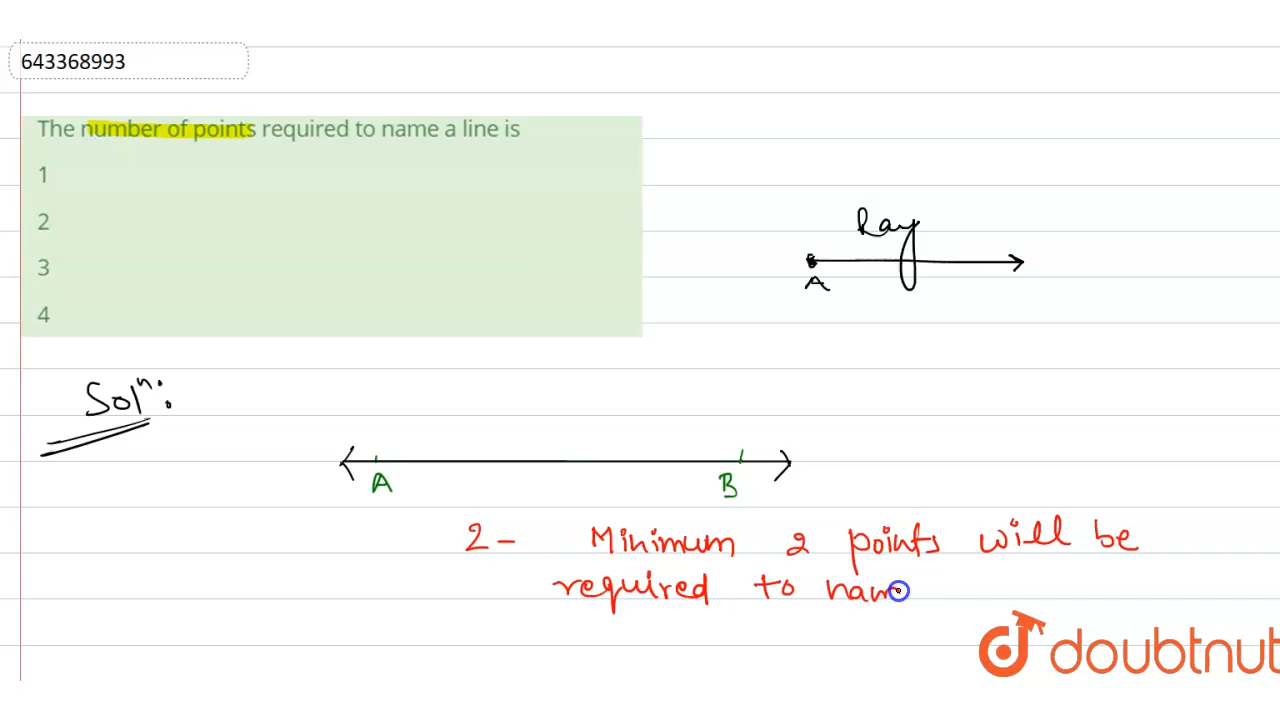 643368993
The number of points required to name a line is
1
2
3
4
Ray
A
Solⁿ:
A B
2 - Minimum 2 points will be
required to nam
doubtnut